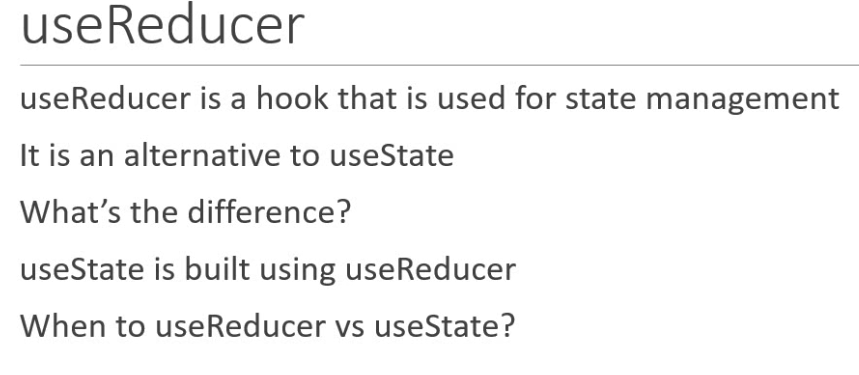 useReducer
useReducer is a hook that is used for state management
It is an alternative to useState
What’s the difference?
useState is built using useReducer
When to useReducer vs useState?